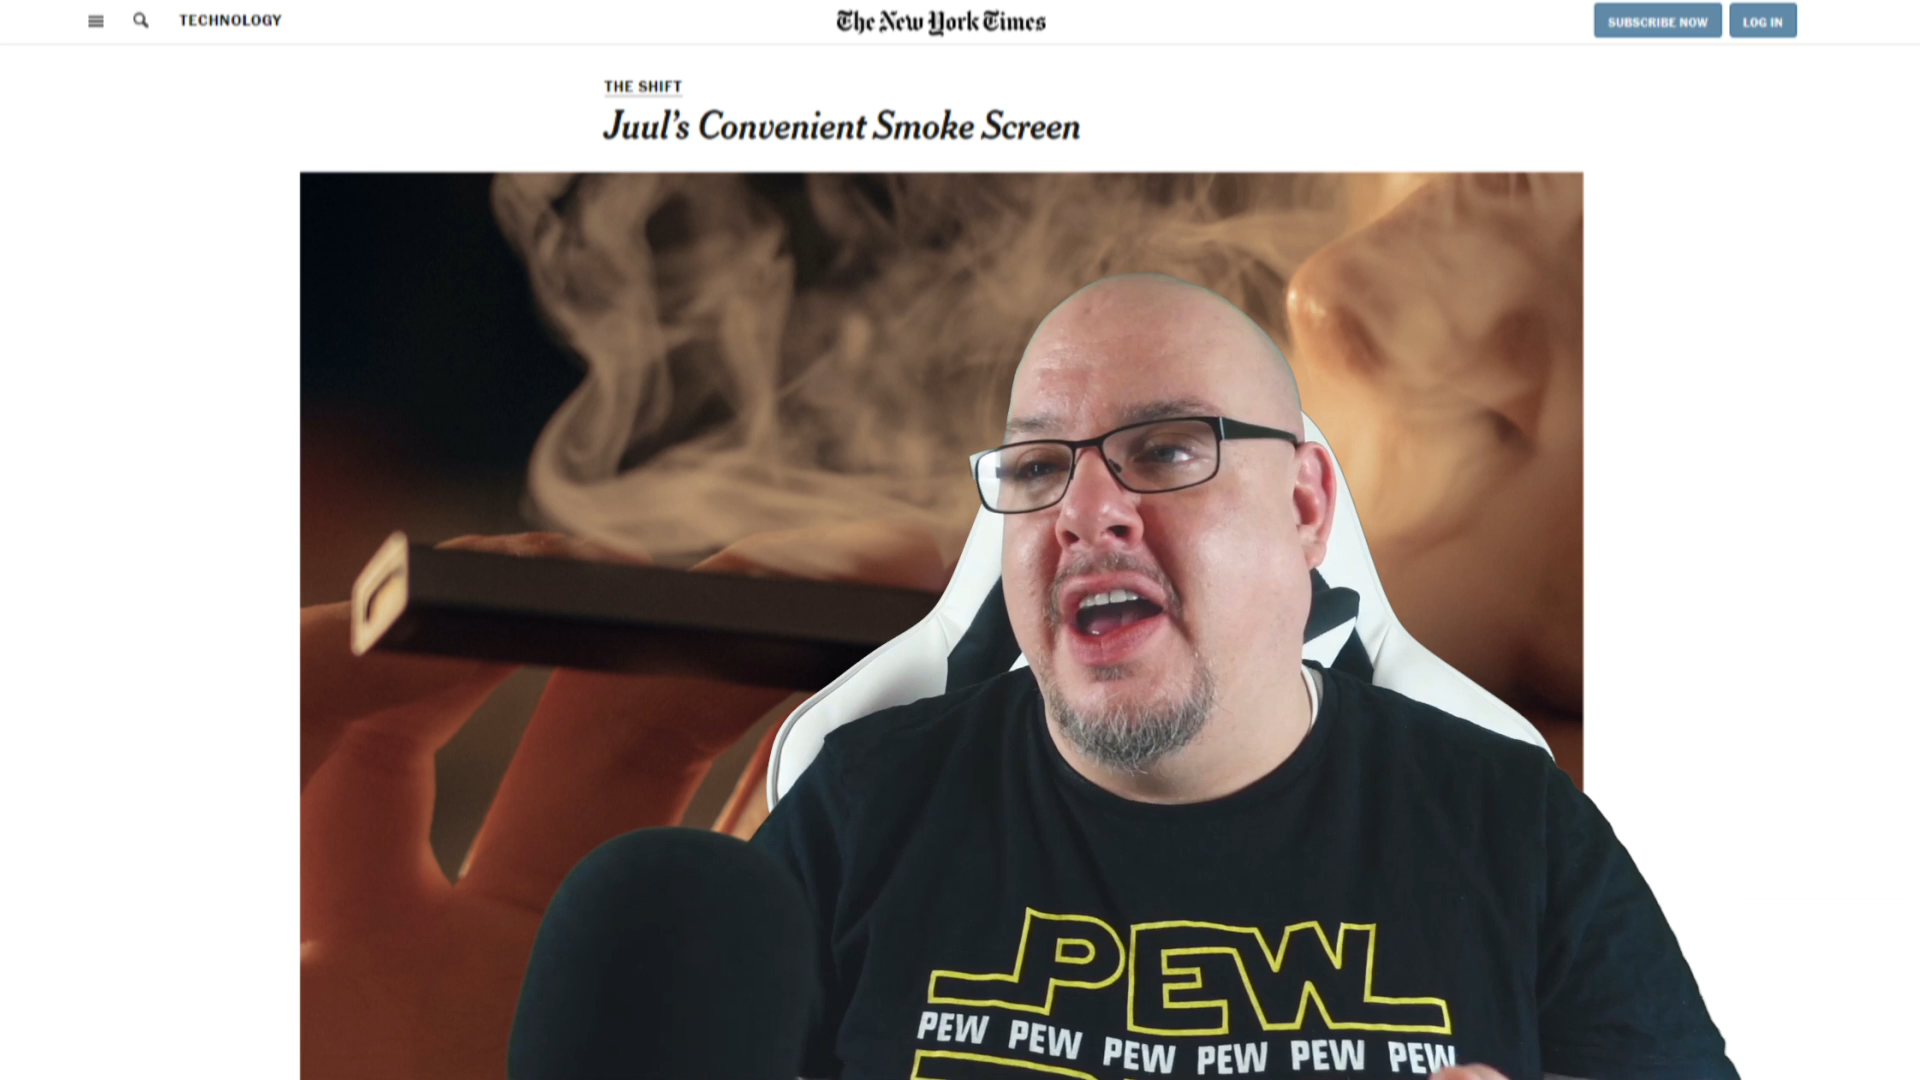 TECHNOLOGY
The New York Times
SUBSCRIBE NOW
LOG IN
THE SHIFT
Juul's Convenient Smoke Screen
PEW
PEW PEW PEW PEW PEW PEW